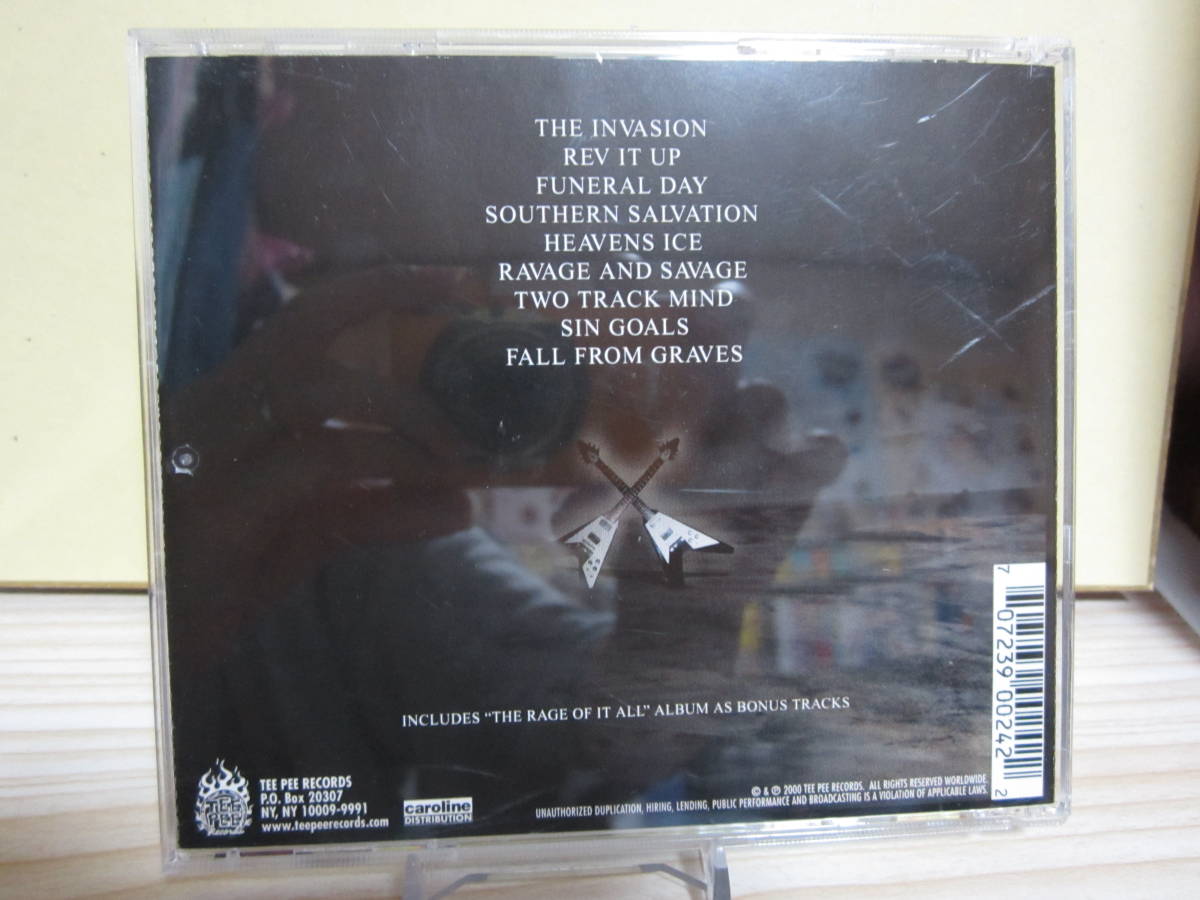 THE INVASION
REV IT UP
FUNERAL DAY
SOUTHERN SALVATION
HEAVENS ICE
RAVAGE AND SAVAGE
TWO TRACK MIND
SIN GOALS
FALL FROM GRAVES
INCLUDES “THE RAGE OF IT ALL” ALBUM AS BONUS TRACKS
TEE PEE Records
TEE PEE RECORDS
P.O. Box 20307
NY, NY 10009-9991
www.teepeerecords.com
caroline
DISTRIBUTION
© & ℗ 2000 TEE PEE RECORDS. ALL RIGHTS RESERVED WORLDWIDE.
UNAUTHORIZED DUPLICATION, HIRING, LENDING, PUBLIC PERFORMANCE AND BROADCASTING IS A VIOLATION OF APPLICABLE LAWS.
7 07239 00242 2